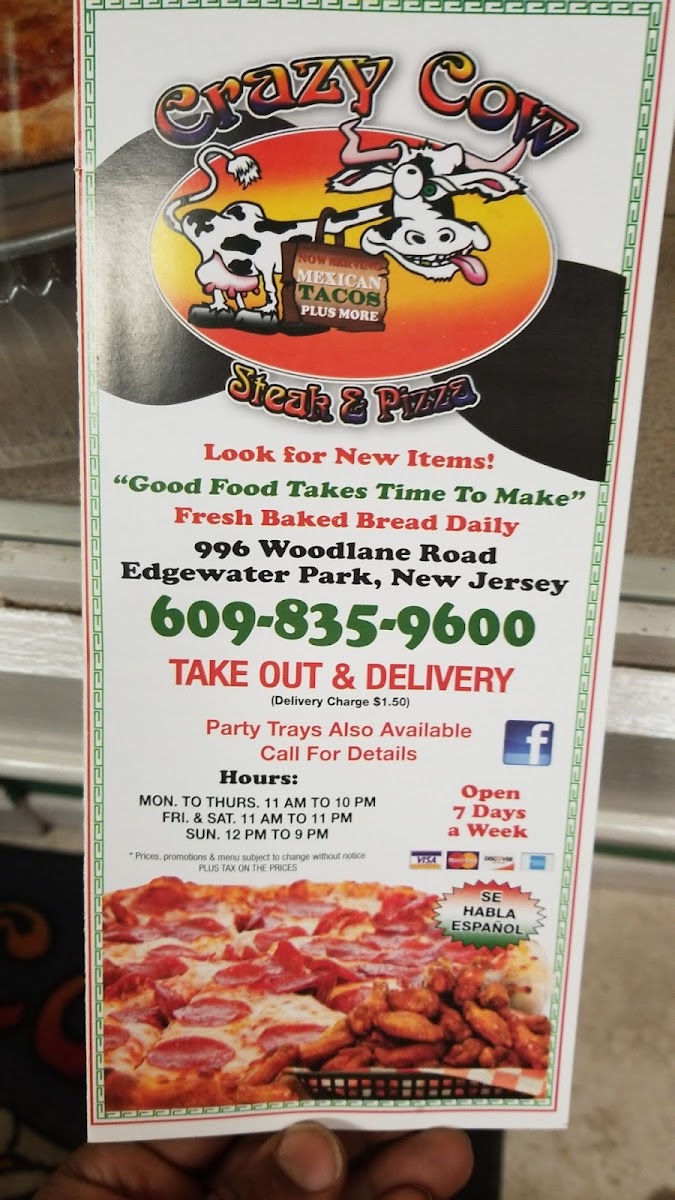 Crazy Cow
NOW SERVING
MEXICAN
TACOS
PLUS MORE
Steak & Pizza
Look for New Items!
“Good Food Takes Time To Make”
Fresh Baked Bread Daily
996 Woodlane Road
Edgewater Park, New Jersey
609-835-9600
TAKE OUT & DELIVERY
(Delivery Charge $1.50)
Party Trays Also Available
Call For Details
f
Hours:
MON. TO THURS. 11 AM TO 10 PM
FRI. & SAT. 11 AM TO 11 PM
SUN. 12 PM TO 9 PM
Open
7 Days
a Week
* Prices, promotions & menu subject to change without notice
PLUS TAX ON THE PRICES
VISA MasterCard DISCOVER
SE
HABLA
ESPAÑOL